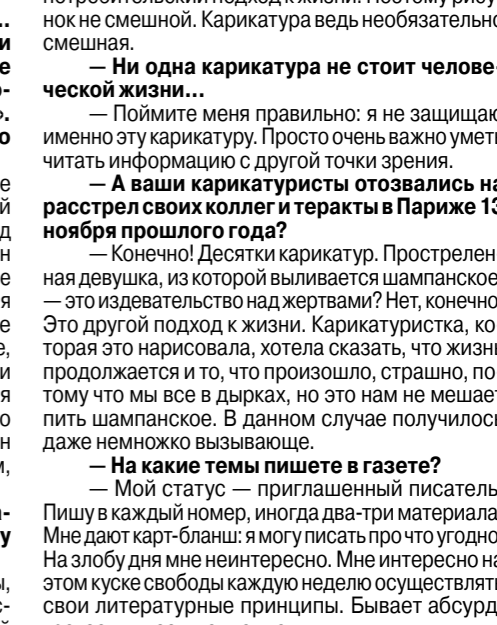 потребительский подход к жизни. Поэтому рису-
нок не смешной. Карикатура ведь необязательно
смешная.
— Ни одна карикатура не стоит челове-
ческой жизни…
— Поймите меня правильно: я не защищаю
именно эту карикатуру. Просто очень важно уметь
читать информацию с другой точки зрения.
— А ваши карикатуристы отозвались на
расстрел своих коллег и теракты в Париже 13
ноября прошлого года?
— Конечно! Десятки карикатур. Прострелен-
ная девушка, из которой выливается шампанское,
— это издевательство над жертвами? Нет, конечно.
Это другой подход к жизни. Карикатуристка, ко-
торая это нарисовала, хотела сказать, что жизнь
продолжается и то, что произошло, страшно, по-
тому что мы все в дырках, но это нам не мешает
пить шампанское. В данном случае получилось
даже немножко вызывающе.
— На какие темы пишете в газете?
— Мой статус — приглашенный писатель.
Пишу в каждый номер, иногда два-три материала.
Мне дают карт-бланш: я могу писать про что угодно.
На злобу дня мне неинтересно. Мне интересно на
этом куске свободы каждую неделю осуществлять
свои литературные принципы. Бывает абсурд,